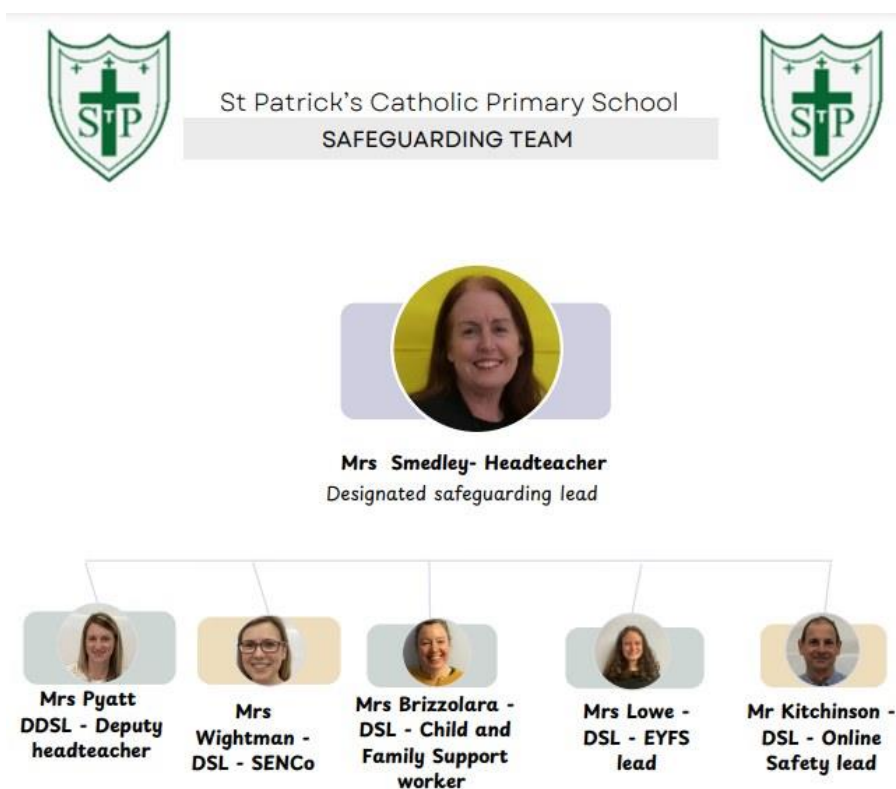 STP
STP
St Patrick’s Catholic Primary School
SAFEGUARDING TEAM
Mrs Smedley- Headteacher
Designated safeguarding lead
Mrs Pyatt
DDSL - Deputy
headteacher
Mrs
Wightman -
DSL - SENCo
Mrs Brizzolara -
DSL - Child and
Family Support
worker
Mrs Lowe -
DSL - EYFS
lead
Mr Kitchinson -
DSL - Online
Safety lead